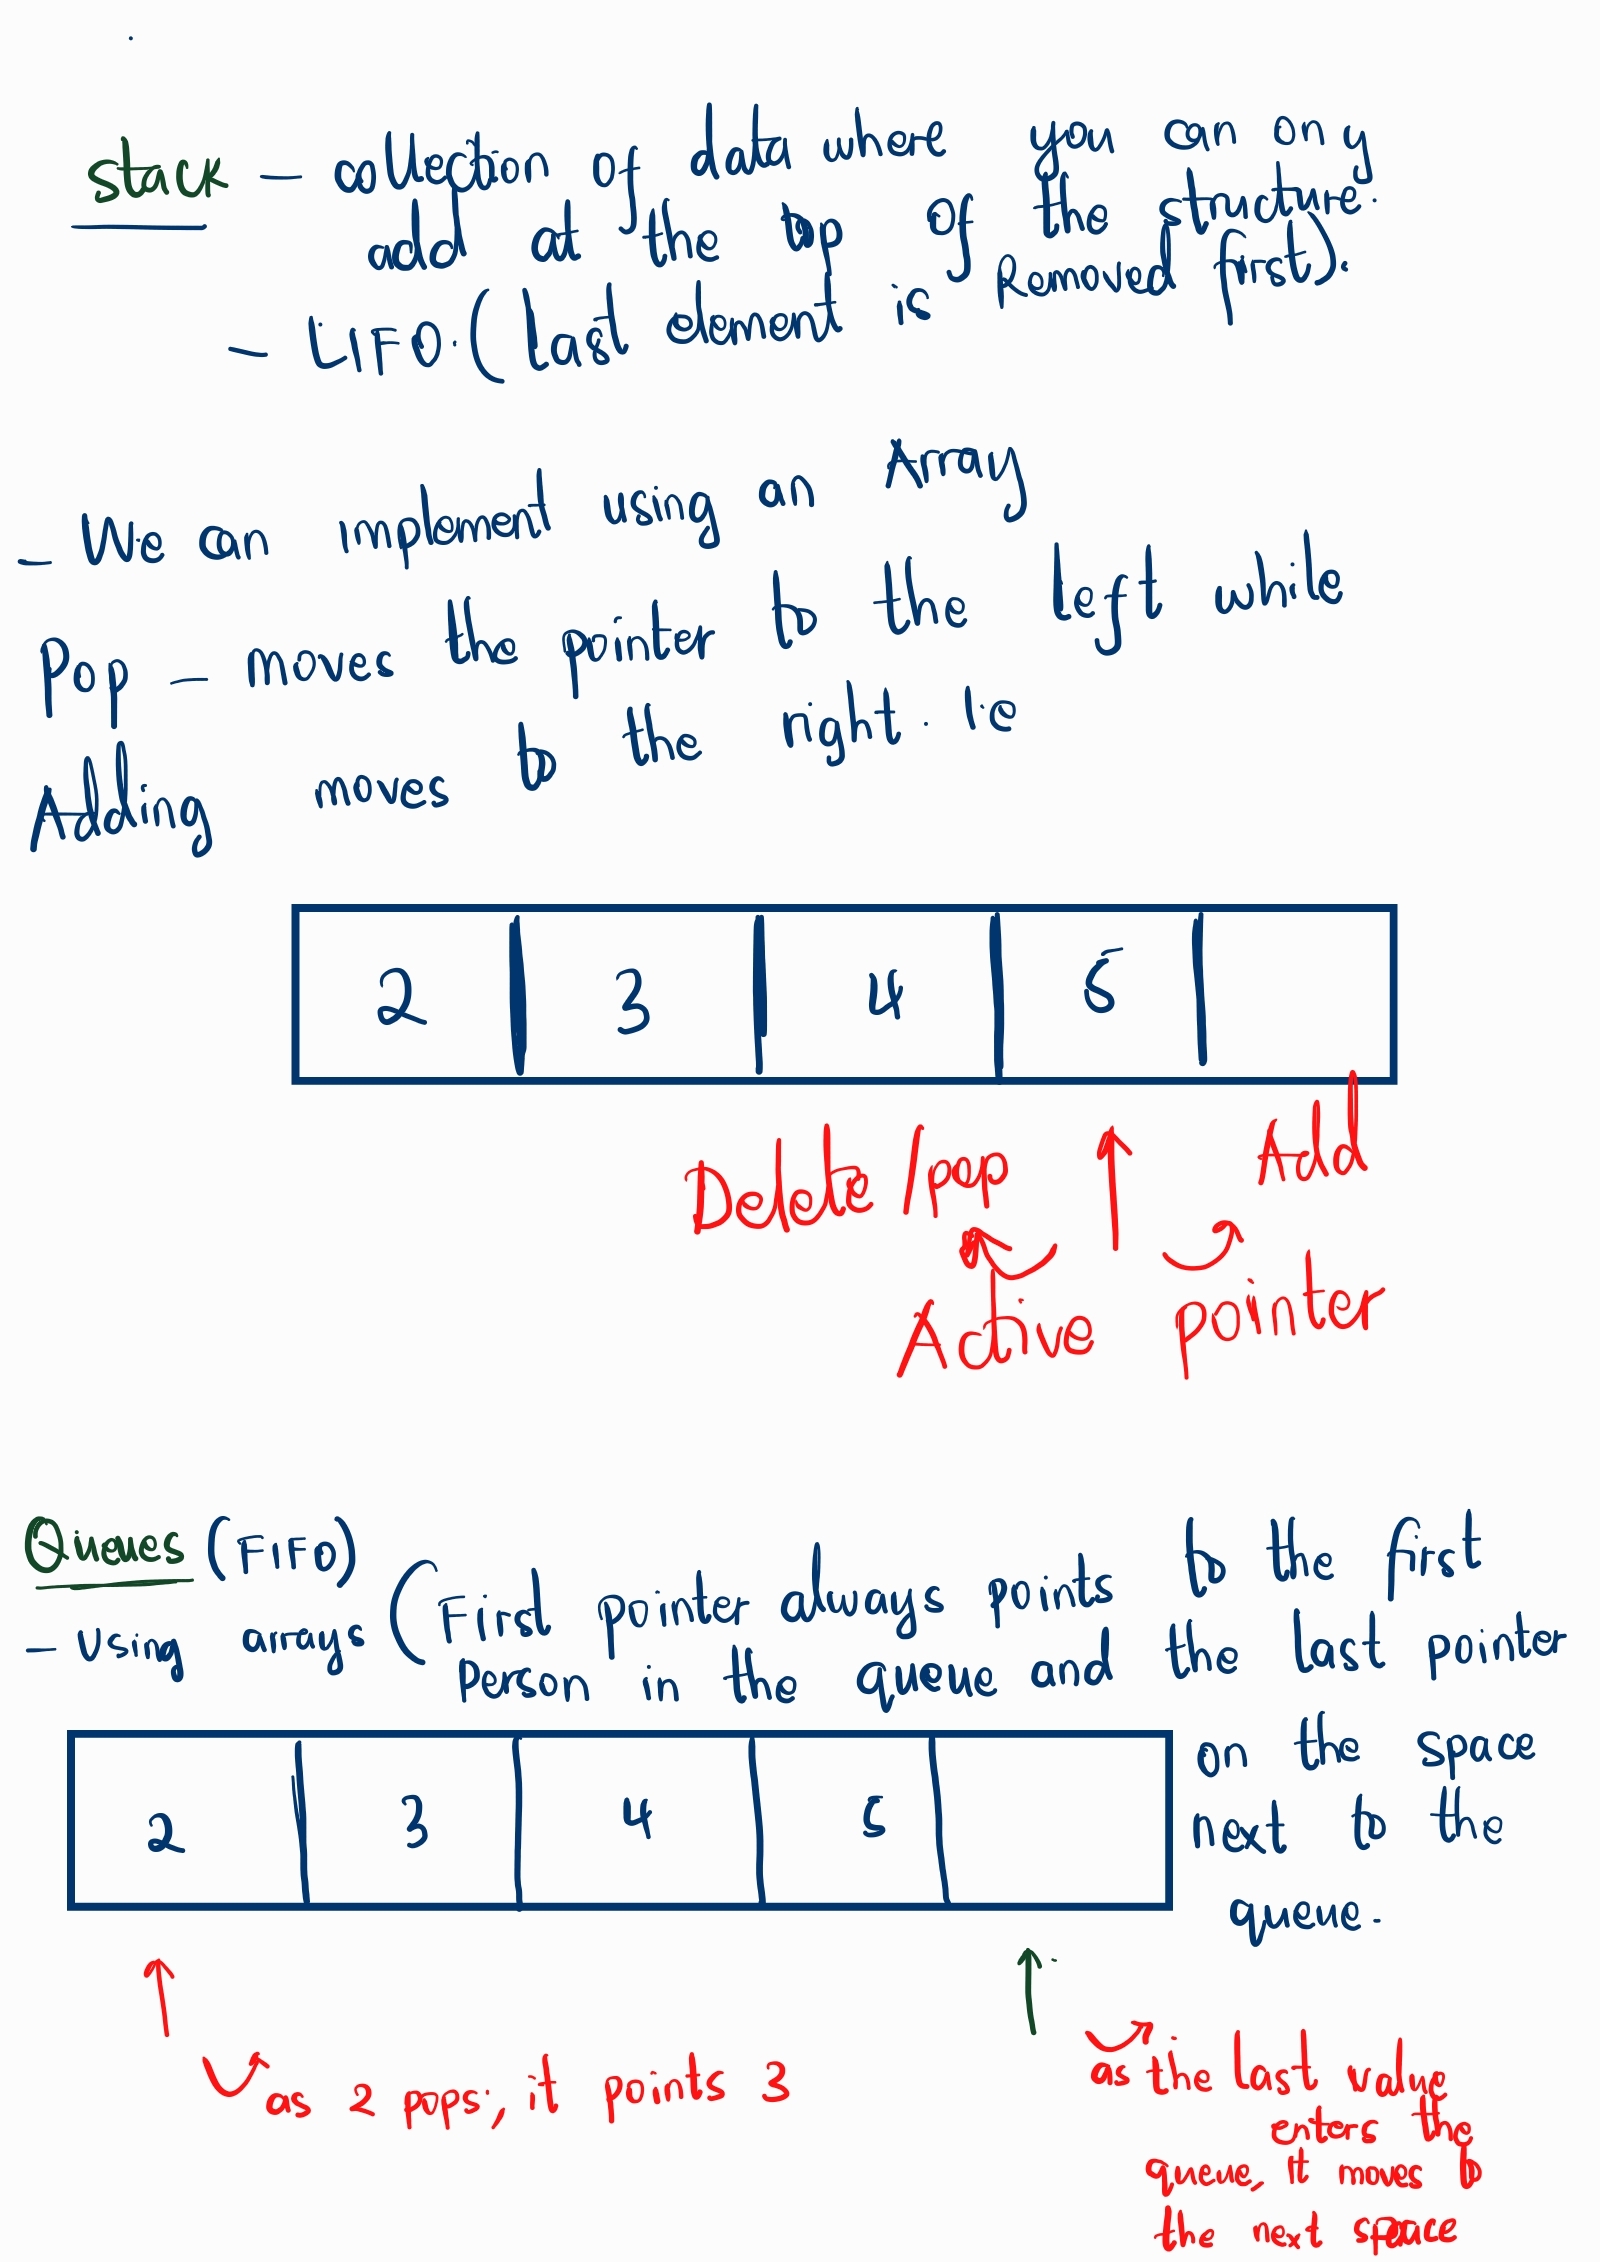 stack – collection of data where you can ony
add at the top of the structure.
– LIFO. (last element is Removed first).
– We can implement using an Array
Pop – moves the pointer to the left while
Adding moves to the right. ie
2 3 4 5
Delete/pop Add
Active pointer
Queues (FIFO)
– Using arrays (First pointer always points to the first
person in the queue and the last pointer
on the space
next to the
queue.
2 3 4 5
as 2 pops; it points 3
as the last value
enters the
queue, it moves to
the next space